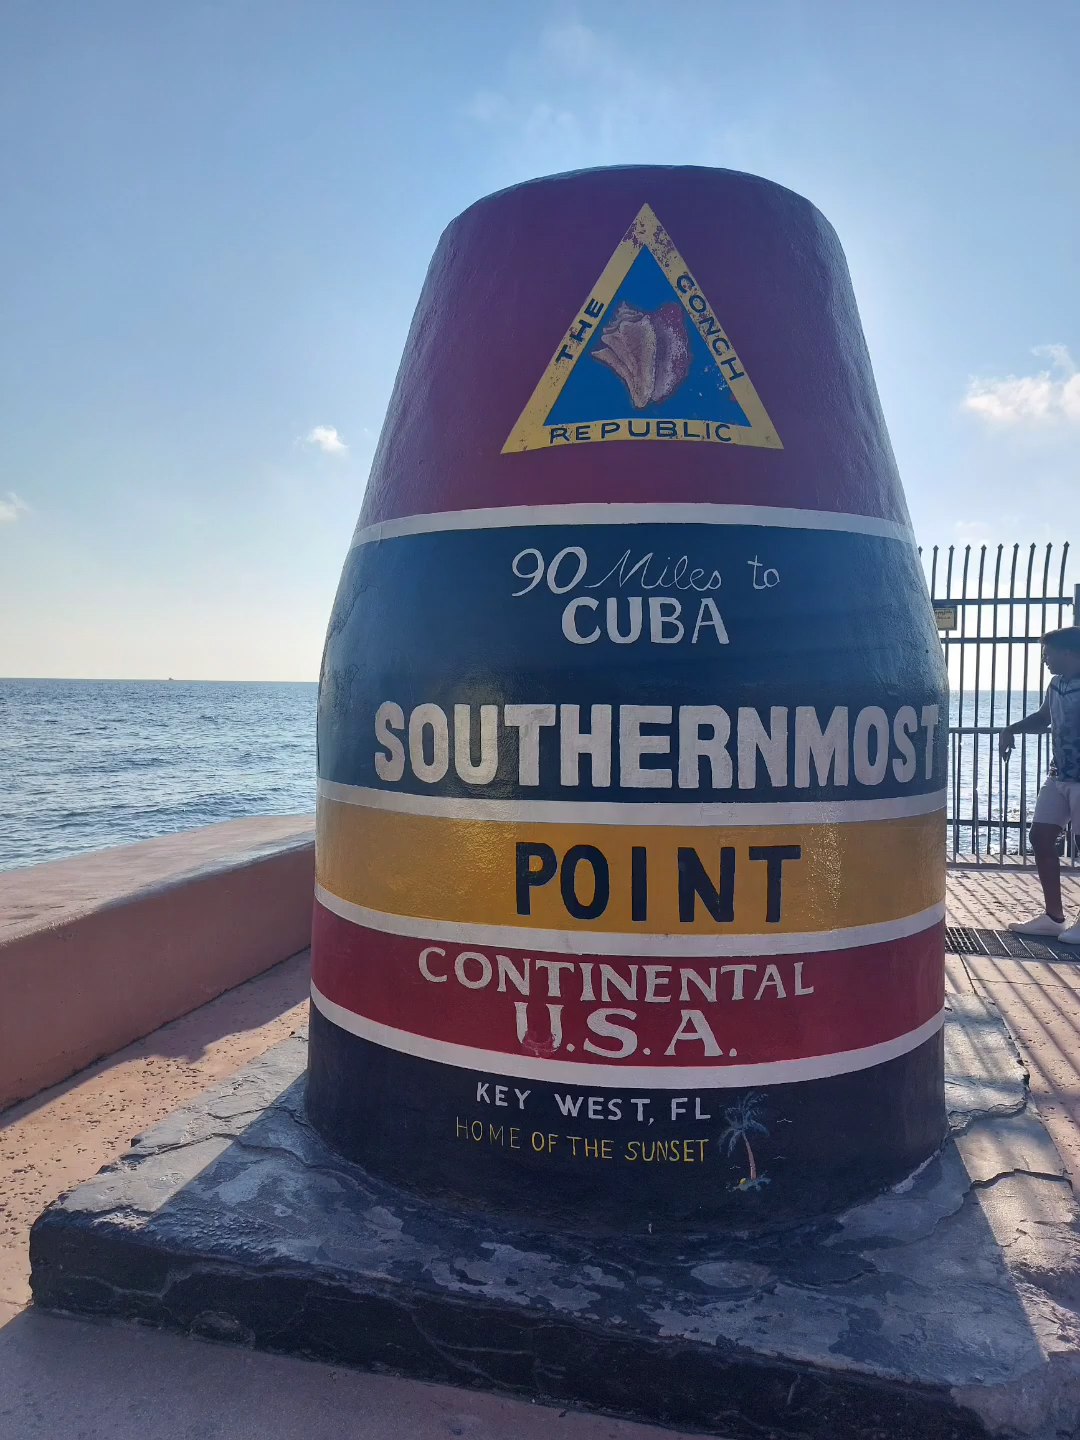 THE CONCH
REPUBLIC
90 Miles to
CUBA
SOUTHERNMOST
POINT
CONTINENTAL
U.S.A.
KEY WEST, FL
HOME OF THE SUNSET